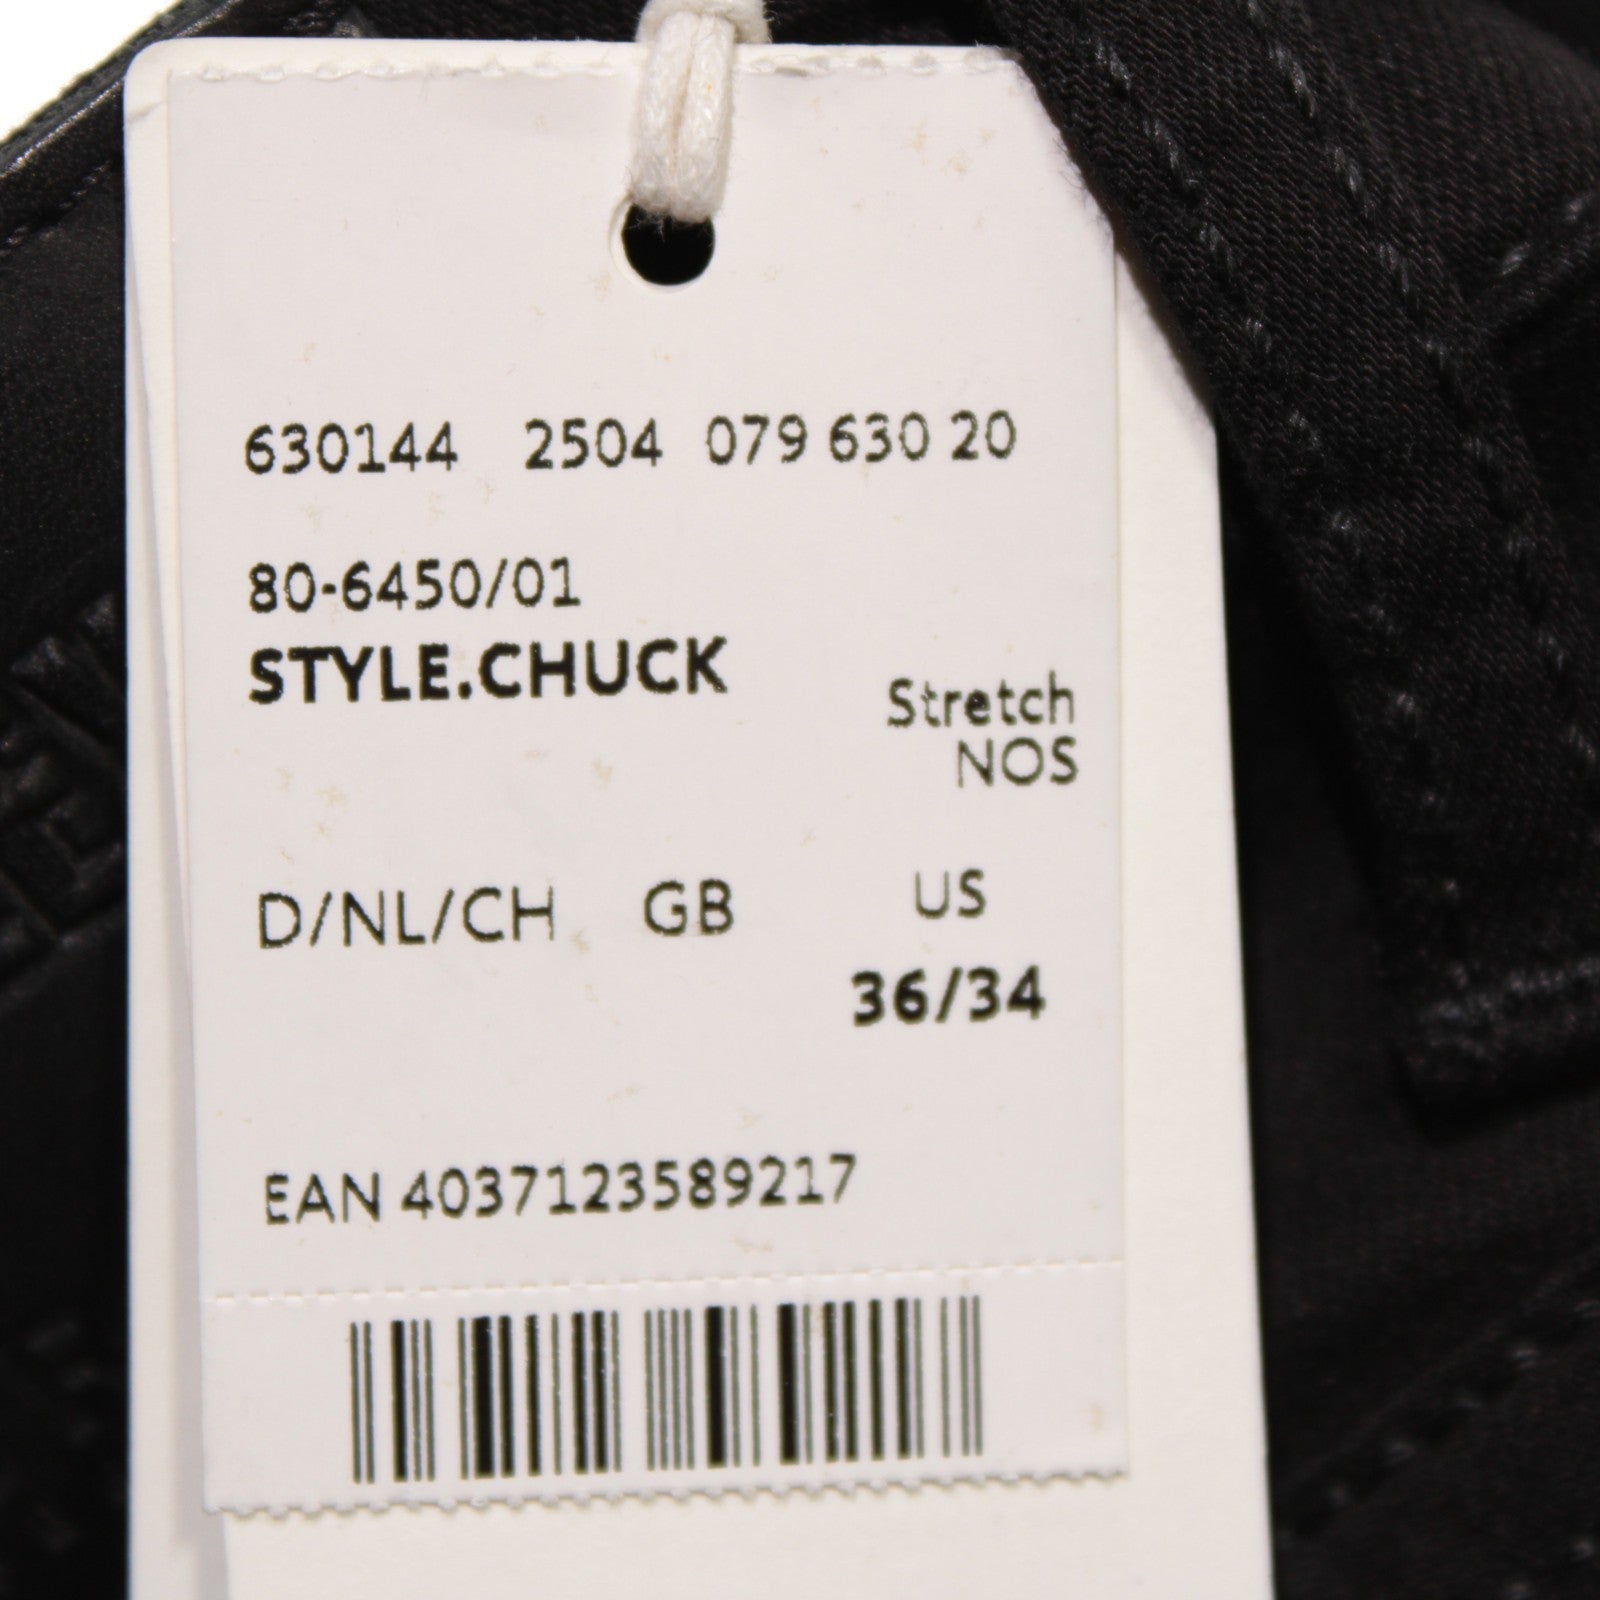 630144 2504 079 630 20
80-6450/01
STYLE.CHUCK
Stretch
NOS
D/NL/CH GB US
36/34
EAN 4037123589217